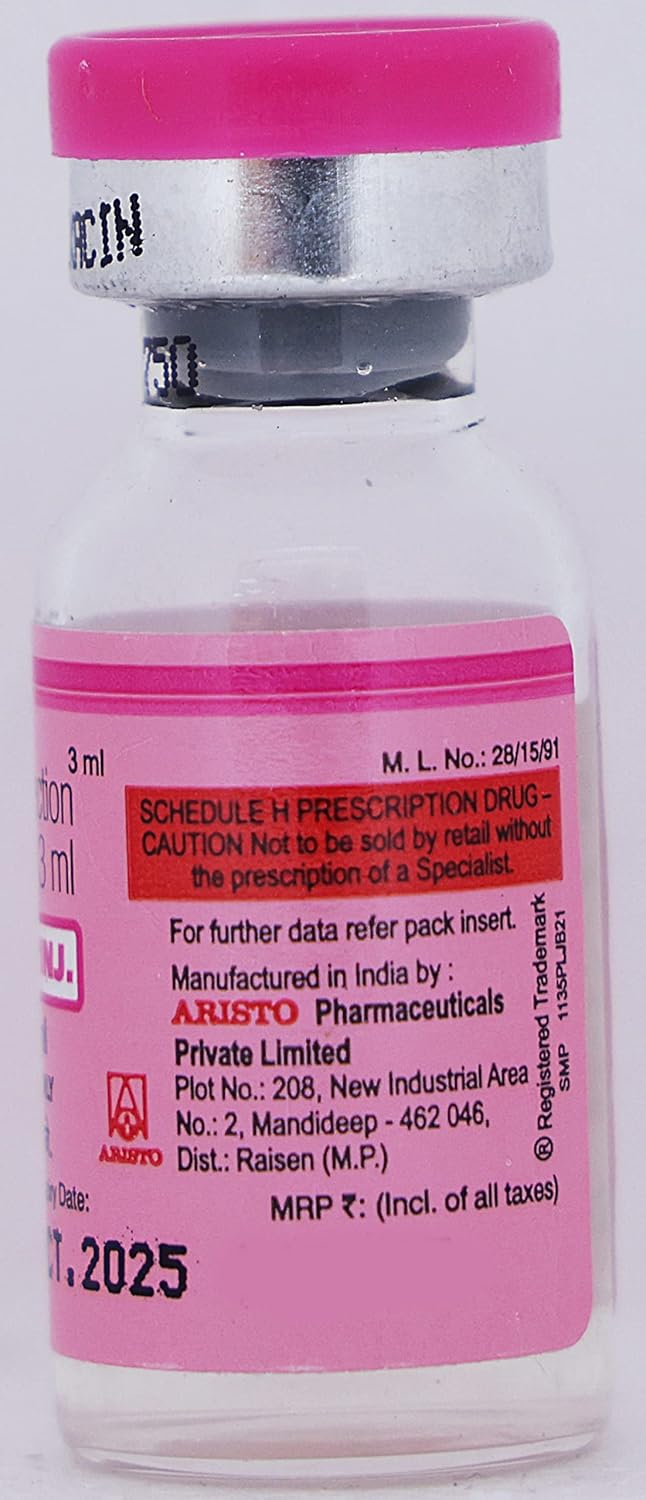 750
3 ml
3 ml
INJ.
Date:
.2025
M. L. No.: 28/15/91
SCHEDULE H PRESCRIPTION DRUG –
CAUTION Not to be sold by retail without
the prescription of a Specialist.
For further data refer pack insert.
Manufactured in India by :
ARISTO Pharmaceuticals
Private Limited
Plot No.: 208, New Industrial Area
No.: 2, Mandideep - 462 046,
Dist.: Raisen (M.P.)
ARISTO
MRP ₹: (Incl. of all taxes)
® Registered Trademark
SMP 1135PLJB21